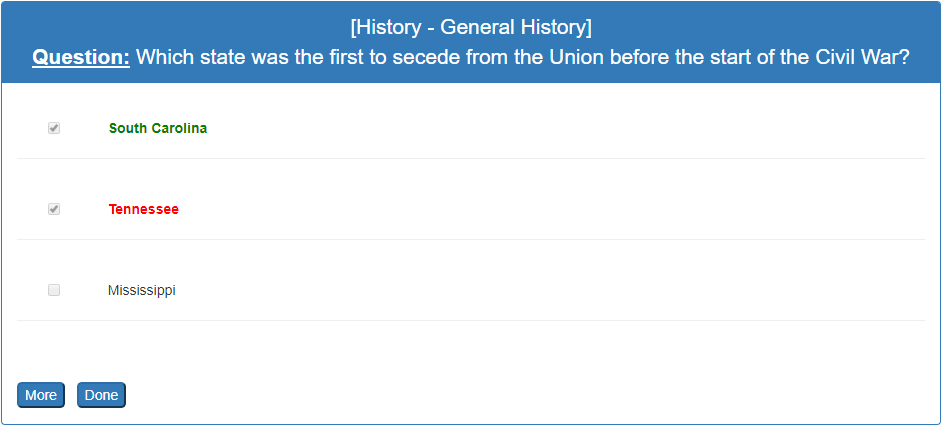 [History - General History]
Question: Which state was the first to secede from the Union before the start of the Civil War?
South Carolina
Tennessee
Mississippi
More Done